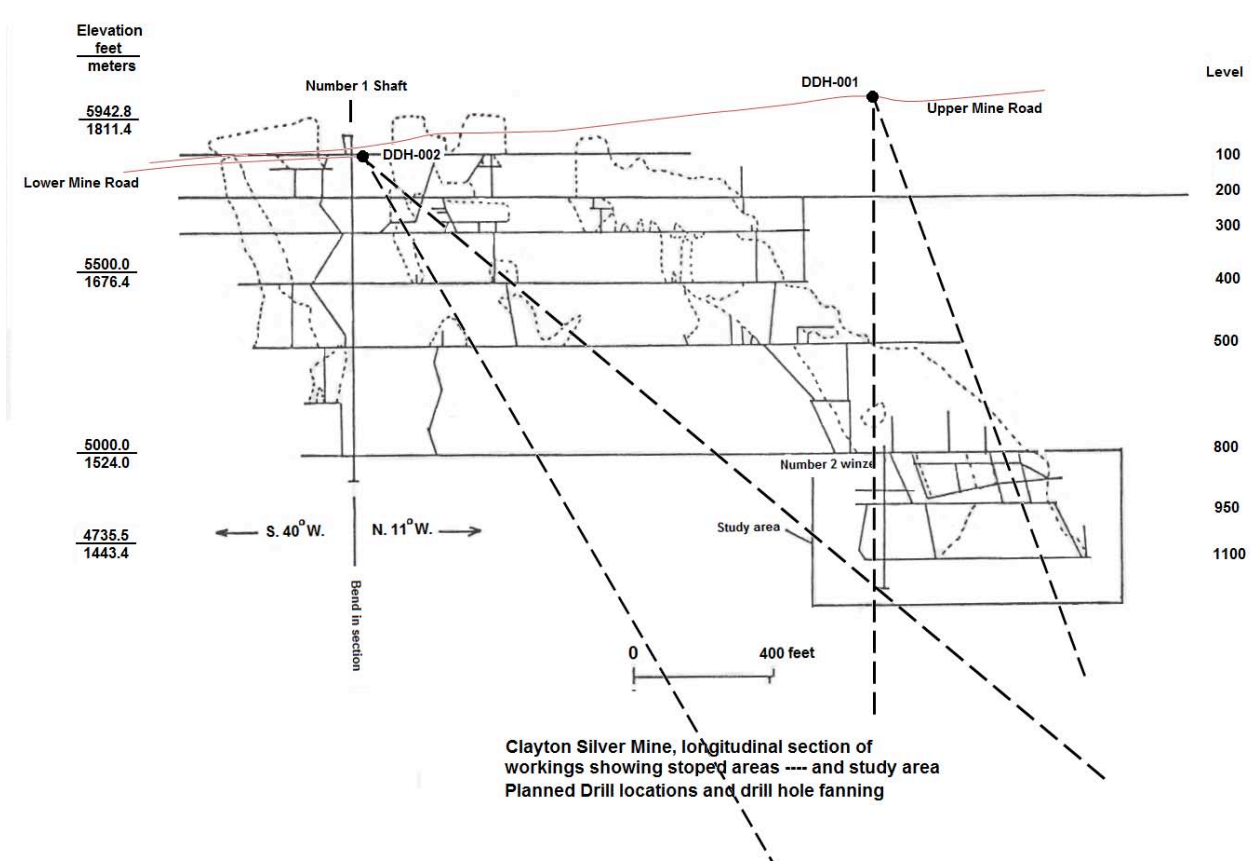 Elevation
feet
meters
Number 1 Shaft
DDH-001
Level
5942.8
1811.4
Upper Mine Road
DDH-002
100
Lower Mine Road
200
300
5500.0
1676.4
400
500
5000.0
1524.0
800
Number 2 winze
950
S. 40°W.
N. 11°W.
Study area
4735.5
1443.4
1100
Bend in section
0
400 feet
Clayton Silver Mine, longitudinal section of
workings showing stoped areas ---- and study area
Planned Drill locations and drill hole fanning